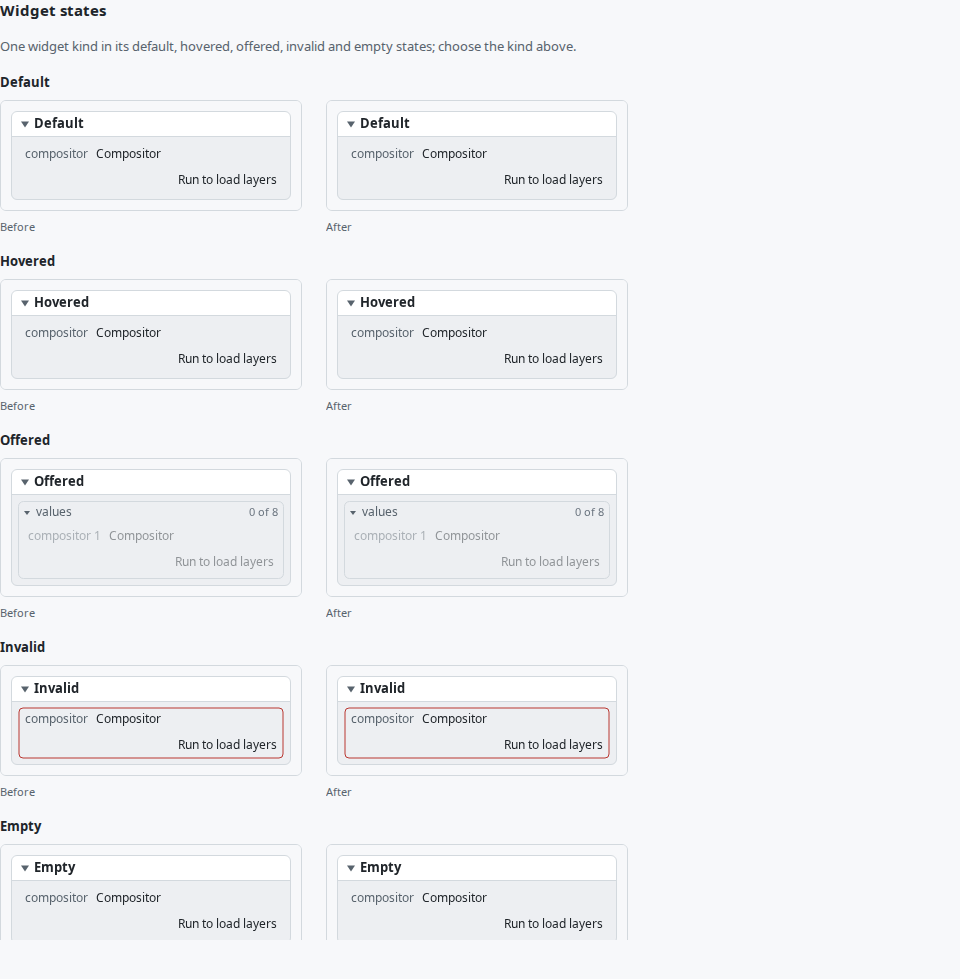 Widget states
One widget kind in its default, hovered, offered, invalid and empty states; choose the kind above.
Default
Default
compositor Compositor
Run to load layers
Before
Default
compositor Compositor
Run to load layers
After
Hovered
Hovered
compositor Compositor
Run to load layers
Before
Hovered
compositor Compositor
Run to load layers
After
Offered
Offered
values 0 of 8
compositor 1 Compositor
Run to load layers
Before
Offered
values 0 of 8
compositor 1 Compositor
Run to load layers
After
Invalid
Invalid
compositor Compositor
Run to load layers
Before
Invalid
compositor Compositor
Run to load layers
After
Empty
Empty
compositor Compositor
Run to load layers
Empty
compositor Compositor
Run to load layers